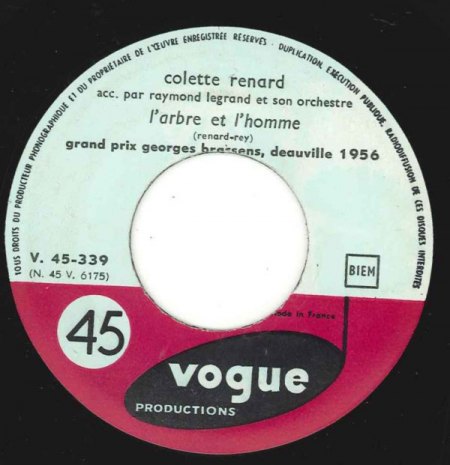 TOUS DROITS DU PRODUCTEUR PHONOGRAPHIQUE ET DU PROPRIÉTAIRE DE L'ŒUVRE ENREGISTRÉE RÉSERVÉS · DUPLICATION, EXÉCUTION PUBLIQUE, RADIODIFFUSION DE CES DISQUES INTERDITES
colette renard
acc. par raymond legrand et son orchestre
l'arbre et l'homme
(renard-rey)
grand prix georges brassens, deauville 1956
V. 45-339
(N. 45 V. 6175)
BIEM
Made in France
45
vogue
PRODUCTIONS